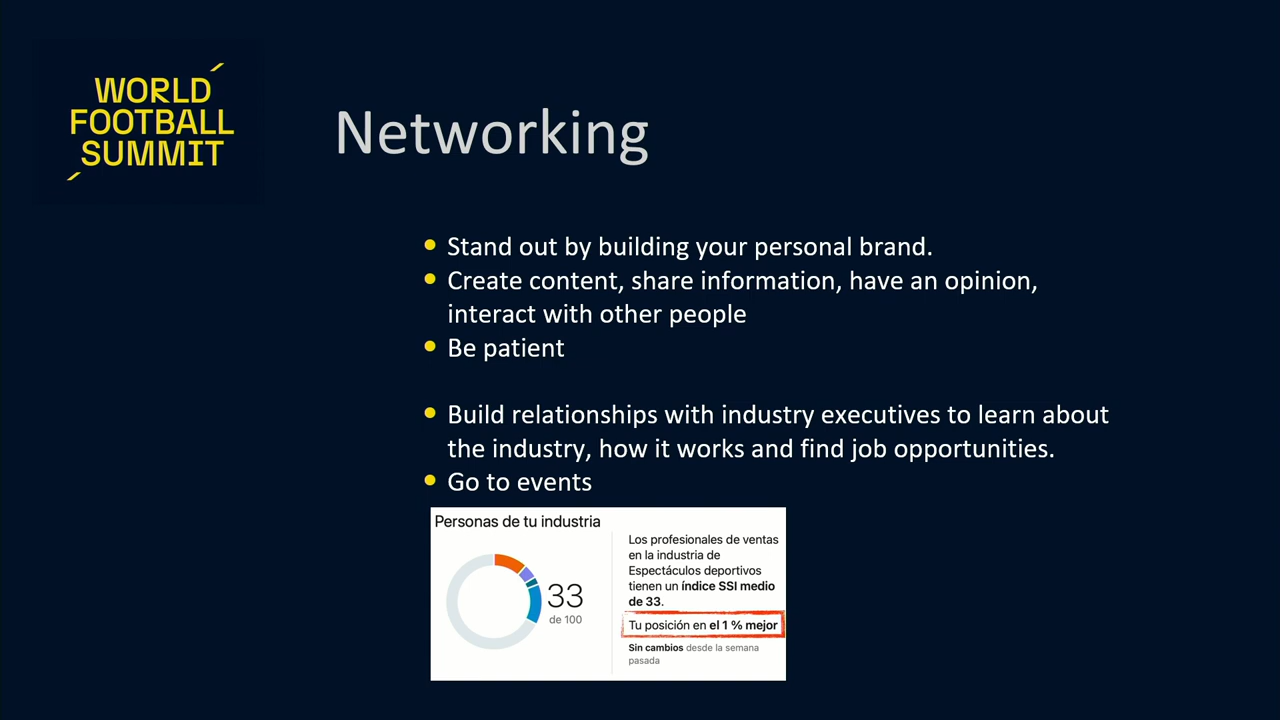 WORLD
FOOTBALL
SUMMIT
Networking
Stand out by building your personal brand.
Create content, share information, have an opinion,
interact with other people
Be patient
Build relationships with industry executives to learn about
the industry, how it works and find job opportunities.
Go to events
Personas de tu industria
33
de 100
Los profesionales de ventas
en la industria de
Espectáculos deportivos
tienen un índice SSI medio
de 33.
Tu posición en el 1 % mejor
Sin cambios desde la semana
pasada